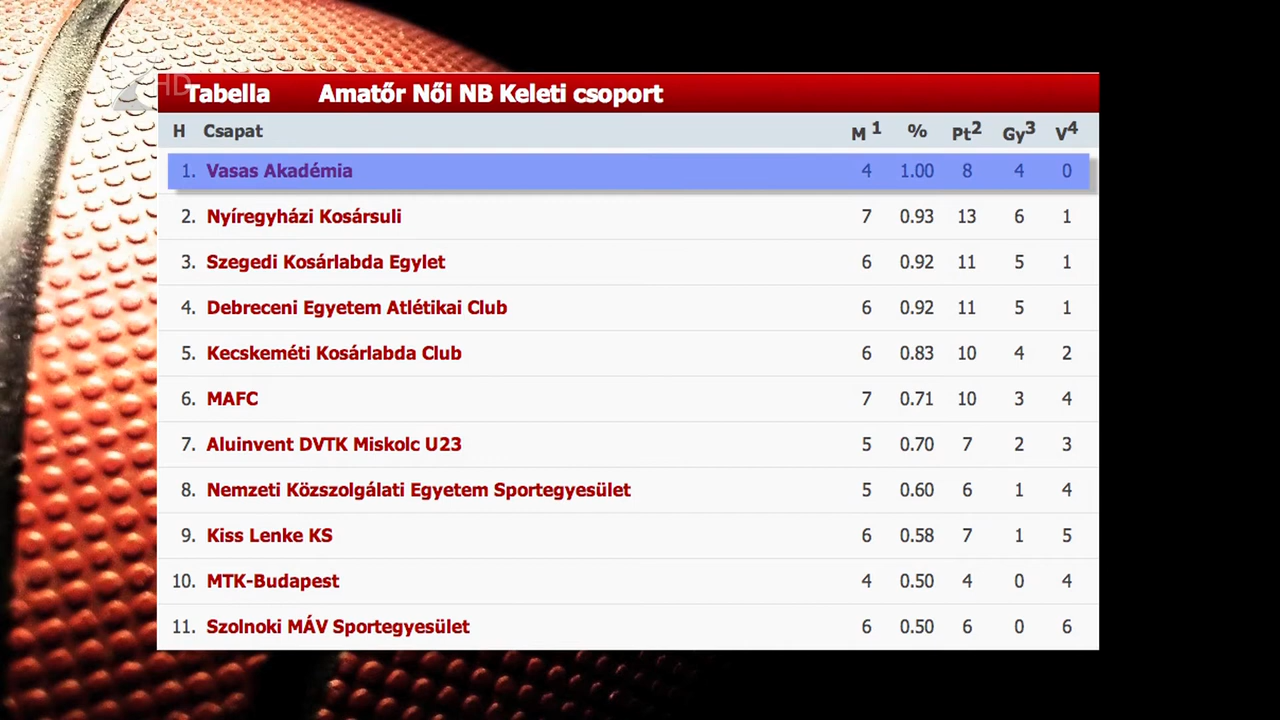 HD
Tabella Amatőr Női NB Keleti csoport
H Csapat M 1 % Pt2 Gy3 V4
1. Vasas Akadémia 4 1.00 8 4 0
2. Nyíregyházi Kosársuli 7 0.93 13 6 1
3. Szegedi Kosárlabda Egylet 6 0.92 11 5 1
4. Debreceni Egyetem Atlétikai Club 6 0.92 11 5 1
5. Kecskeméti Kosárlabda Club 6 0.83 10 4 2
6. MAFC 7 0.71 10 3 4
7. Aluinvent DVTK Miskolc U23 5 0.70 7 2 3
8. Nemzeti Közszolgálati Egyetem Sportegyesület 5 0.60 6 1 4
9. Kiss Lenke KS 6 0.58 7 1 5
10. MTK-Budapest 4 0.50 4 0 4
11. Szolnoki MÁV Sportegyesület 6 0.50 6 0 6